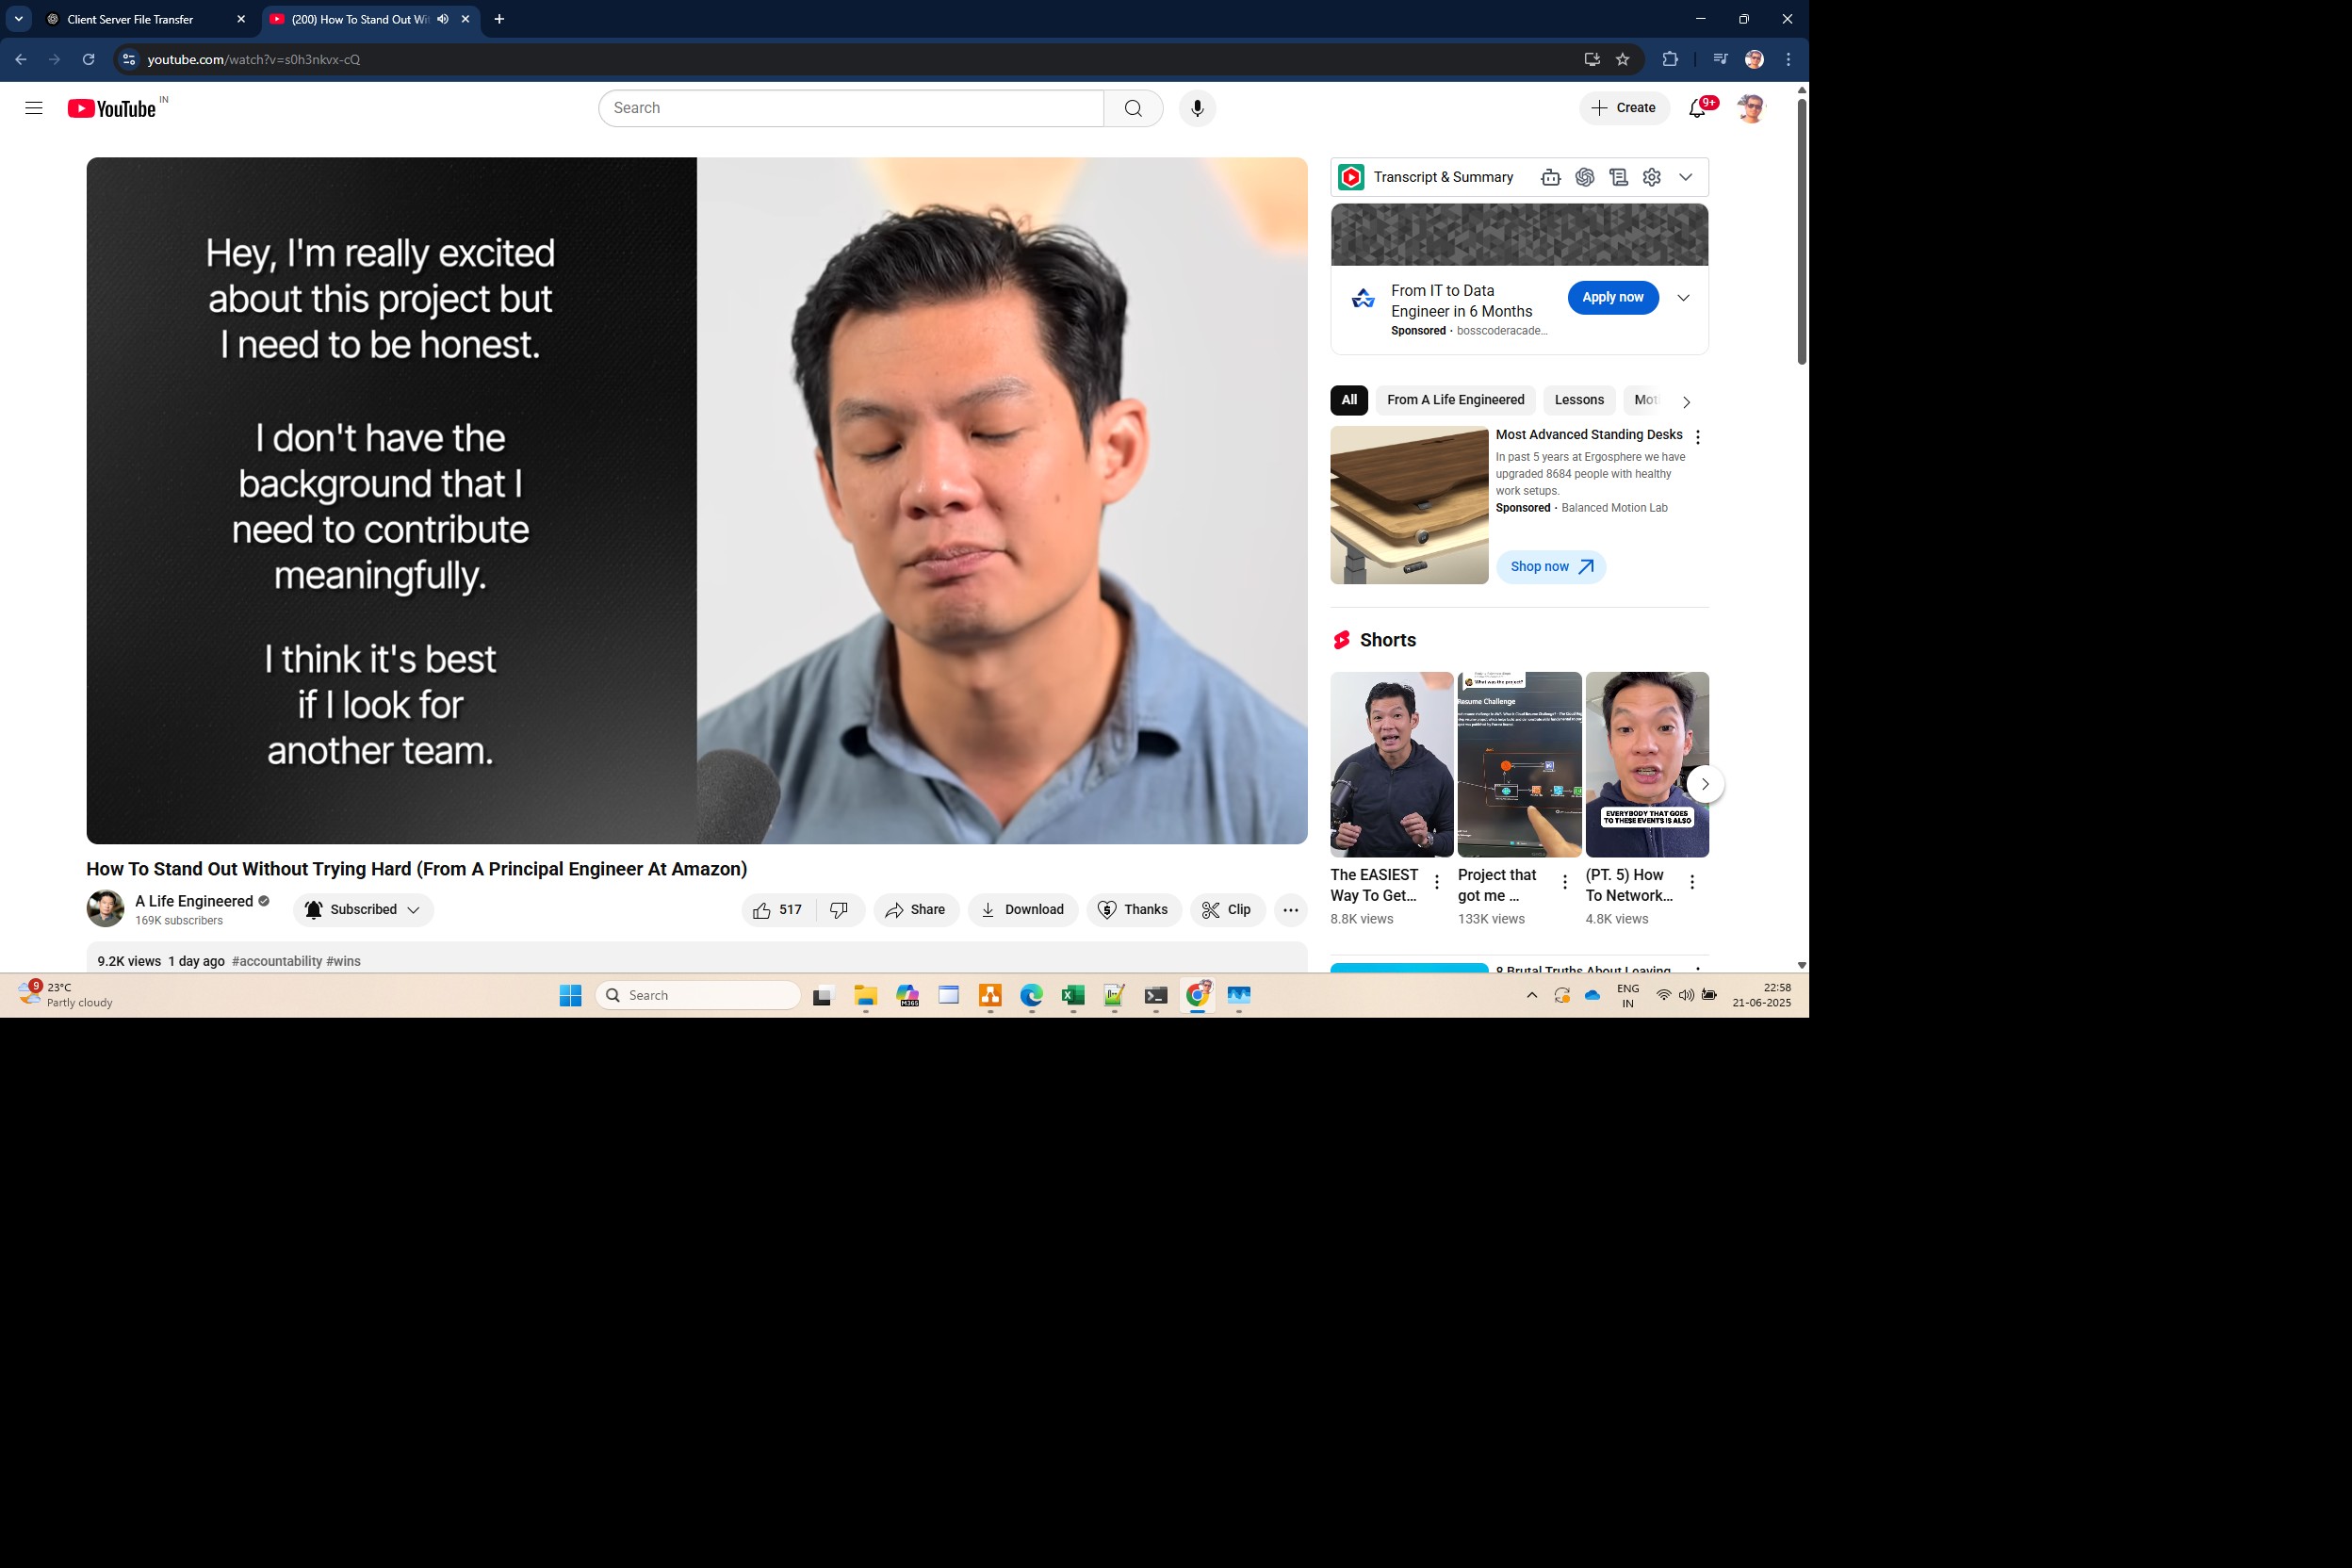 Client Server File Transfer
(200) How To Stand Out Wi
youtube.com/watch?v=s0h3nkvx-cQ
YouTube IN
Search
Create
9+
Hey, I'm really excited
about this project but
I need to be honest.
I don't have the
background that I
need to contribute
meaningfully.
I think it's best
if I look for
another team.
How To Stand Out Without Trying Hard (From A Principal Engineer At Amazon)
A Life Engineered
169K subscribers
Subscribed
517
Share
Download
Thanks
Clip
9.2K views 1 day ago #accountability #wins
Transcript & Summary
From IT to Data
Engineer in 6 Months
Sponsored · bosscoderacade...
Apply now
All
From A Life Engineered
Lessons
Mot
Most Advanced Standing Desks
In past 5 years at Ergosphere we have
upgraded 8684 people with healthy
work setups.
Sponsored · Balanced Motion Lab
Shop now
Shorts
What was the project?
Resume Challenge
EVERYBODY THAT GOES
TO THESE EVENTS IS ALSO
The EASIEST
Way To Get...
8.8K views
Project that
got me ...
133K views
(PT. 5) How
To Network...
4.8K views
8 Brutal Truths About Leaving
9
23°C
Partly cloudy
Search
M365
ENG
IN
22:58
21-06-2025